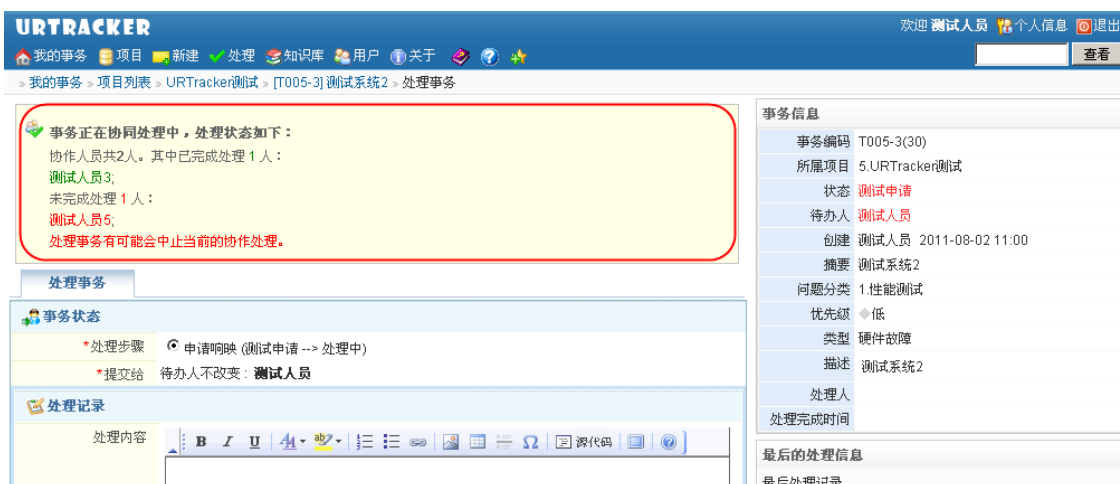 URTRACKER
欢迎 测试人员 个人信息 退出
我的事务 项目 新建 处理 知识库 用户 关于
查看
» 我的事务 » 项目列表 » URTracker测试 » [T005-3] 测试系统2 » 处理事务
事务正在协同处理中，处理状态如下：
协作人员共2人。其中已完成处理 1 人：
测试人员3;
未完成处理 1 人：
测试人员5;
处理事务有可能会中止当前的协作处理。
处理事务
事务状态
*处理步骤 申请响映 (测试申请 --> 处理中)
*提交给 待办人不改变 : 测试人员
处理记录
处理内容 B I U 源代码
事务信息
事务编码 T005-3(30)
所属项目 5.URTracker测试
状态 测试申请
待办人 测试人员
创建 测试人员 2011-08-02 11:00
摘要 测试系统2
问题分类 1.性能测试
优先级 低
类型 硬件故障
描述 测试系统2
处理人
处理完成时间
最后的处理信息
最后处理记录